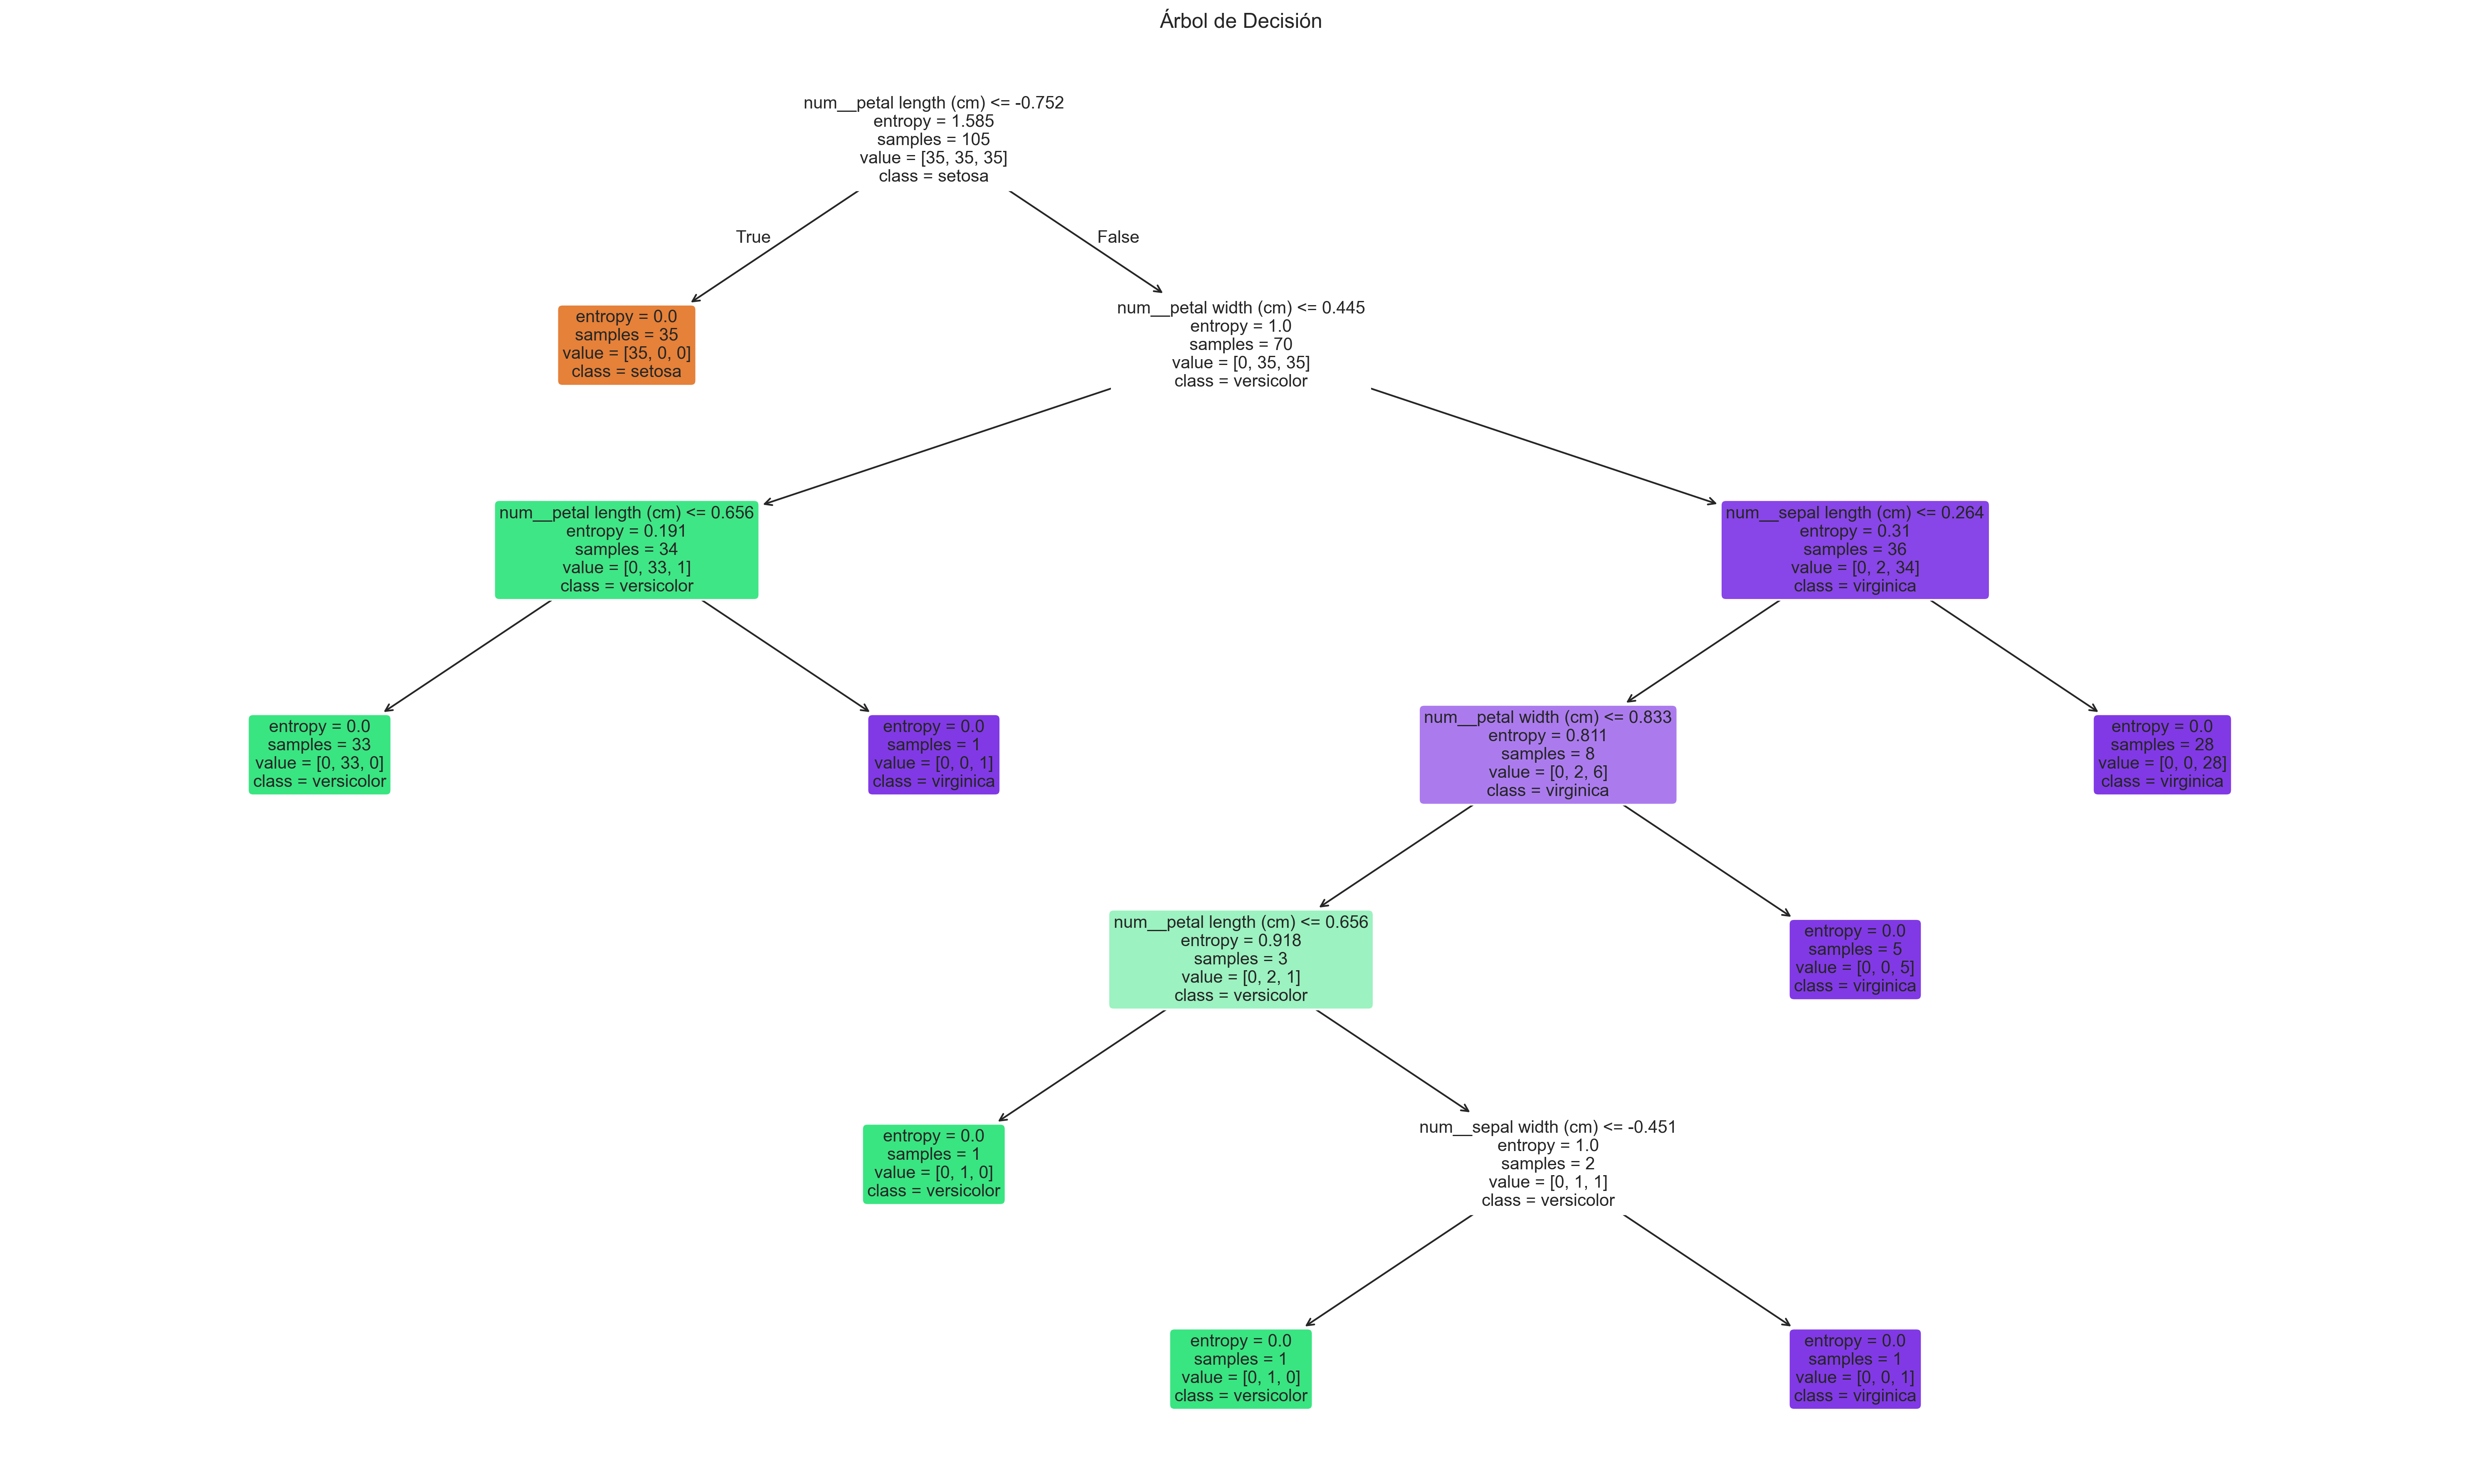 Árbol de Decisión
num__petal length (cm) <= -0.752
entropy = 1.585
samples = 105
value = [35, 35, 35]
class = setosa
True
False
entropy = 0.0
samples = 35
value = [35, 0, 0]
class = setosa
num__petal width (cm) <= 0.445
entropy = 1.0
samples = 70
value = [0, 35, 35]
class = versicolor
num__petal length (cm) <= 0.656
entropy = 0.191
samples = 34
value = [0, 33, 1]
class = versicolor
num__sepal length (cm) <= 0.264
entropy = 0.31
samples = 36
value = [0, 2, 34]
class = virginica
entropy = 0.0
samples = 33
value = [0, 33, 0]
class = versicolor
entropy = 0.0
samples = 1
value = [0, 0, 1]
class = virginica
num__petal width (cm) <= 0.833
entropy = 0.811
samples = 8
value = [0, 2, 6]
class = virginica
entropy = 0.0
samples = 28
value = [0, 0, 28]
class = virginica
num__petal length (cm) <= 0.656
entropy = 0.918
samples = 3
value = [0, 2, 1]
class = versicolor
entropy = 0.0
samples = 5
value = [0, 0, 5]
class = virginica
entropy = 0.0
samples = 1
value = [0, 1, 0]
class = versicolor
num__sepal width (cm) <= -0.451
entropy = 1.0
samples = 2
value = [0, 1, 1]
class = versicolor
entropy = 0.0
samples = 1
value = [0, 1, 0]
class = versicolor
entropy = 0.0
samples = 1
value = [0, 0, 1]
class = virginica